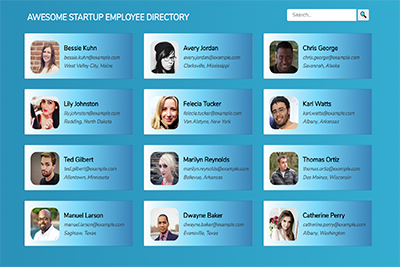 AWESOME STARTUP EMPLOYEE DIRECTORY
Search...
Bessie Kuhn
bessie.kuhn@example.com
West Valley City, Maine
Avery Jordan
avery.jordan@example.com
Clarksville, Mississippi
Chris George
chris.george@example.com
Savannah, Alaska
Lily Johnston
lily.johnston@example.com
Redding, North Dakota
Felecia Tucker
felecia.tucker@example.com
Van Alstyne, New York
Karl Watts
karl.watts@example.com
Albany, Arkansas
Ted Gilbert
ted.gilbert@example.com
Allentown, Minnesota
Marilyn Reynolds
marilyn.reynolds@example.com
Bellevue, Arkansas
Thomas Ortiz
thomas.ortiz@example.com
Des Moines, Wisconsin
Manuel Larson
manuel.larson@example.com
Saginaw, Texas
Dwayne Baker
dwayne.baker@example.com
Evansville, Texas
Catherine Perry
catherine.perry@example.com
Albany, Washington